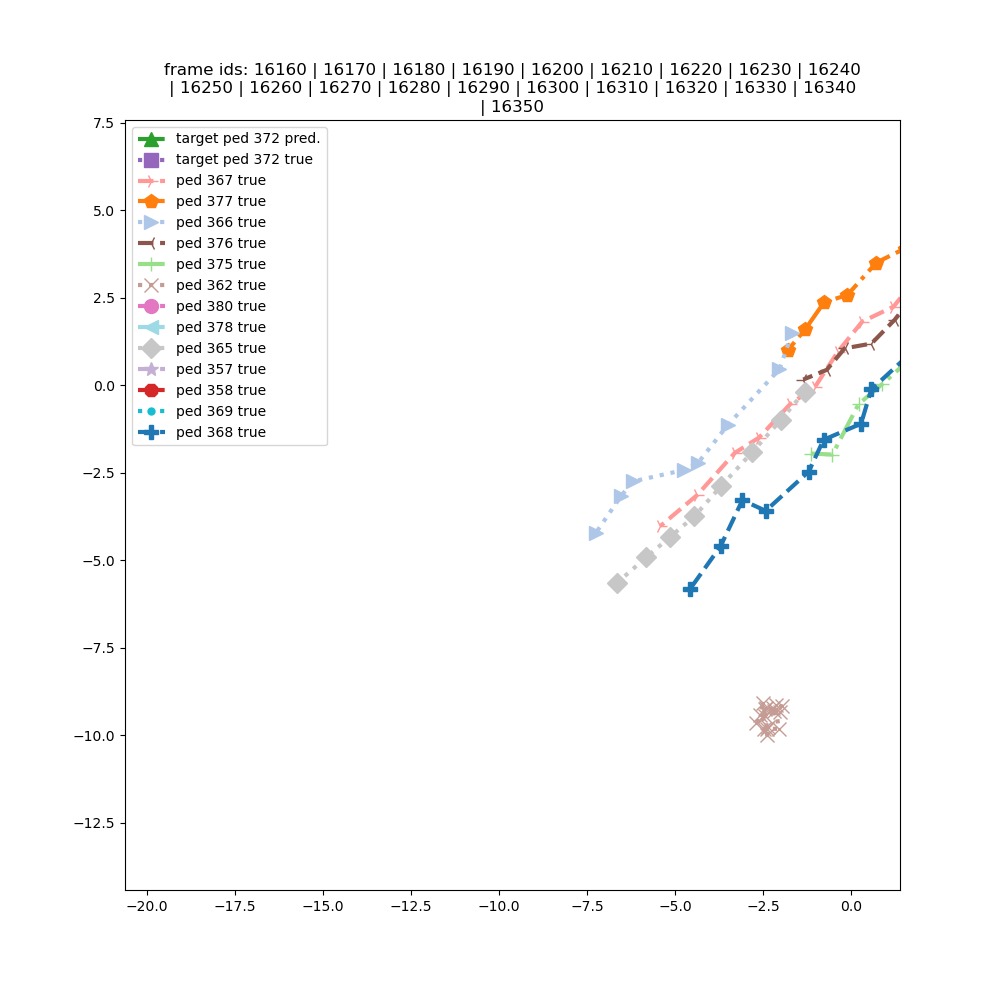 frame ids: 16160 | 16170 | 16180 | 16190 | 16200 | 16210 | 16220 | 16230 | 16240
| 16250 | 16260 | 16270 | 16280 | 16290 | 16300 | 16310 | 16320 | 16330 | 16340
| 16350
7.5
5.0
2.5
0.0
−2.5
−5.0
−7.5
−10.0
−12.5
target ped 372 pred.
target ped 372 true
ped 367 true
ped 377 true
ped 366 true
ped 376 true
ped 375 true
ped 362 true
ped 380 true
ped 378 true
ped 365 true
ped 357 true
ped 358 true
ped 369 true
ped 368 true
−20.0 −17.5 −15.0 −12.5 −10.0 −7.5 −5.0 −2.5 0.0